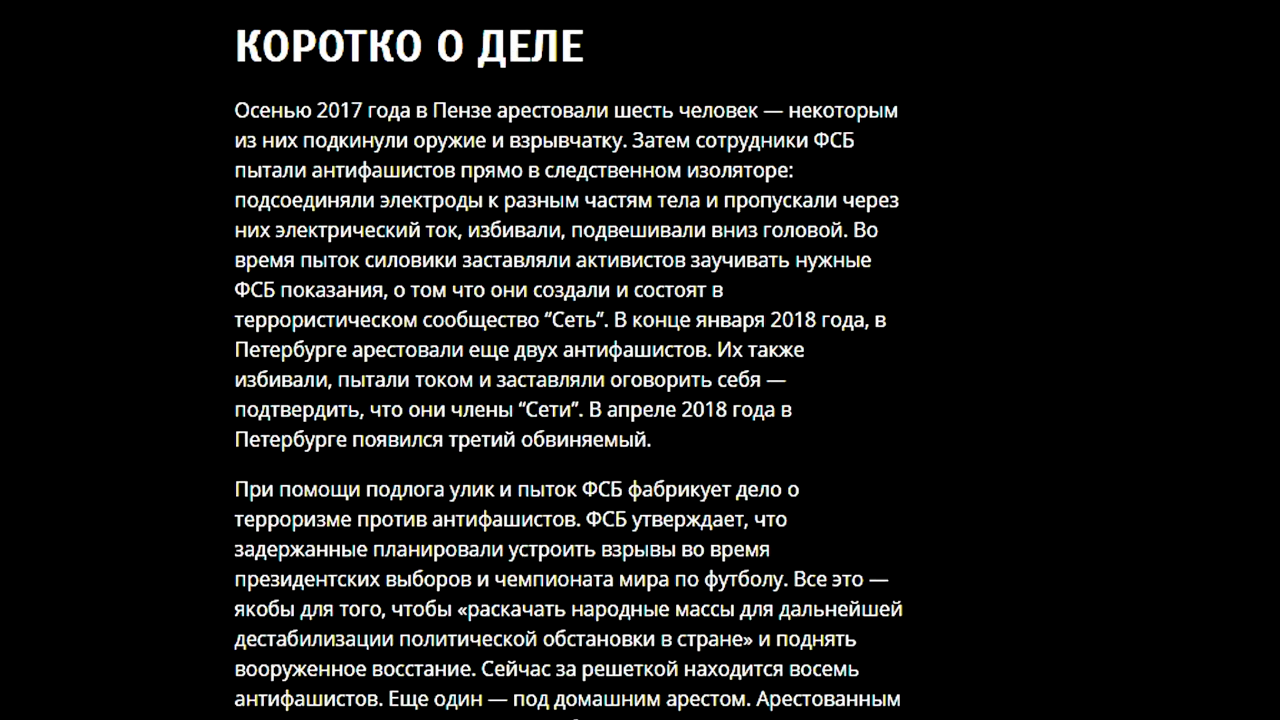 КОРОТКО О ДЕЛЕ
Осенью 2017 года в Пензе арестовали шесть человек — некоторым
из них подкинули оружие и взрывчатку. Затем сотрудники ФСБ
пытали антифашистов прямо в следственном изоляторе:
подсоединяли электроды к разным частям тела и пропускали через
них электрический ток, избивали, подвешивали вниз головой. Во
время пыток силовики заставляли активистов заучивать нужные
ФСБ показания, о том что они создали и состоят в
террористическом сообщество “Сеть”. В конце января 2018 года, в
Петербурге арестовали еще двух антифашистов. Их также
избивали, пытали током и заставляли оговорить себя —
подтвердить, что они члены “Сети”. В апреле 2018 года в
Петербурге появился третий обвиняемый.
При помощи подлога улик и пыток ФСБ фабрикует дело о
терроризме против антифашистов. ФСБ утверждает, что
задержанные планировали устроить взрывы во время
президентских выборов и чемпионата мира по футболу. Все это —
якобы для того, чтобы «раскачать народные массы для дальнейшей
дестабилизации политической обстановки в стране» и поднять
вооруженное восстание. Сейчас за решеткой находится восемь
антифашистов. Еще один — под домашним арестом. Арестованным